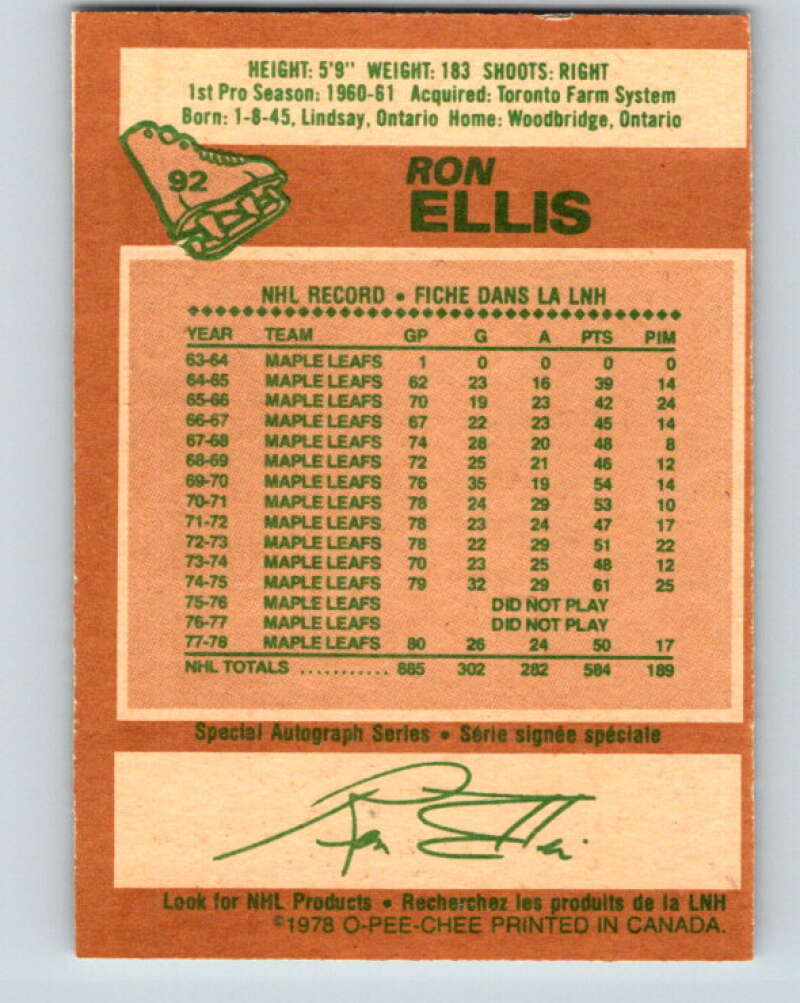 HEIGHT: 5'9" WEIGHT: 183 SHOOTS: RIGHT
1st Pro Season: 1960-61 Acquired: Toronto Farm System
Born: 1-8-45, Lindsay, Ontario Home: Woodbridge, Ontario
92
RON
ELLIS
NHL RECORD • FICHE DANS LA LNH
YEAR TEAM GP G A PTS PIM
63-64 MAPLE LEAFS 1 0 0 0 0
64-65 MAPLE LEAFS 62 23 16 39 14
65-66 MAPLE LEAFS 70 19 23 42 24
66-67 MAPLE LEAFS 67 22 23 45 14
67-68 MAPLE LEAFS 74 28 20 48 8
68-69 MAPLE LEAFS 72 25 21 46 12
69-70 MAPLE LEAFS 76 35 19 54 14
70-71 MAPLE LEAFS 78 24 29 53 10
71-72 MAPLE LEAFS 78 23 24 47 17
72-73 MAPLE LEAFS 78 22 29 51 22
73-74 MAPLE LEAFS 70 23 25 48 12
74-75 MAPLE LEAFS 79 32 29 61 25
75-76 MAPLE LEAFS DID NOT PLAY
76-77 MAPLE LEAFS DID NOT PLAY
77-78 MAPLE LEAFS 80 26 24 50 17
NHL TOTALS ........... 885 302 282 584 189
Special Autograph Series • Série signée spéciale
Ron Ellis
Look for NHL Products • Recherchez les produits de la LNH
©1978 O-PEE-CHEE PRINTED IN CANADA.